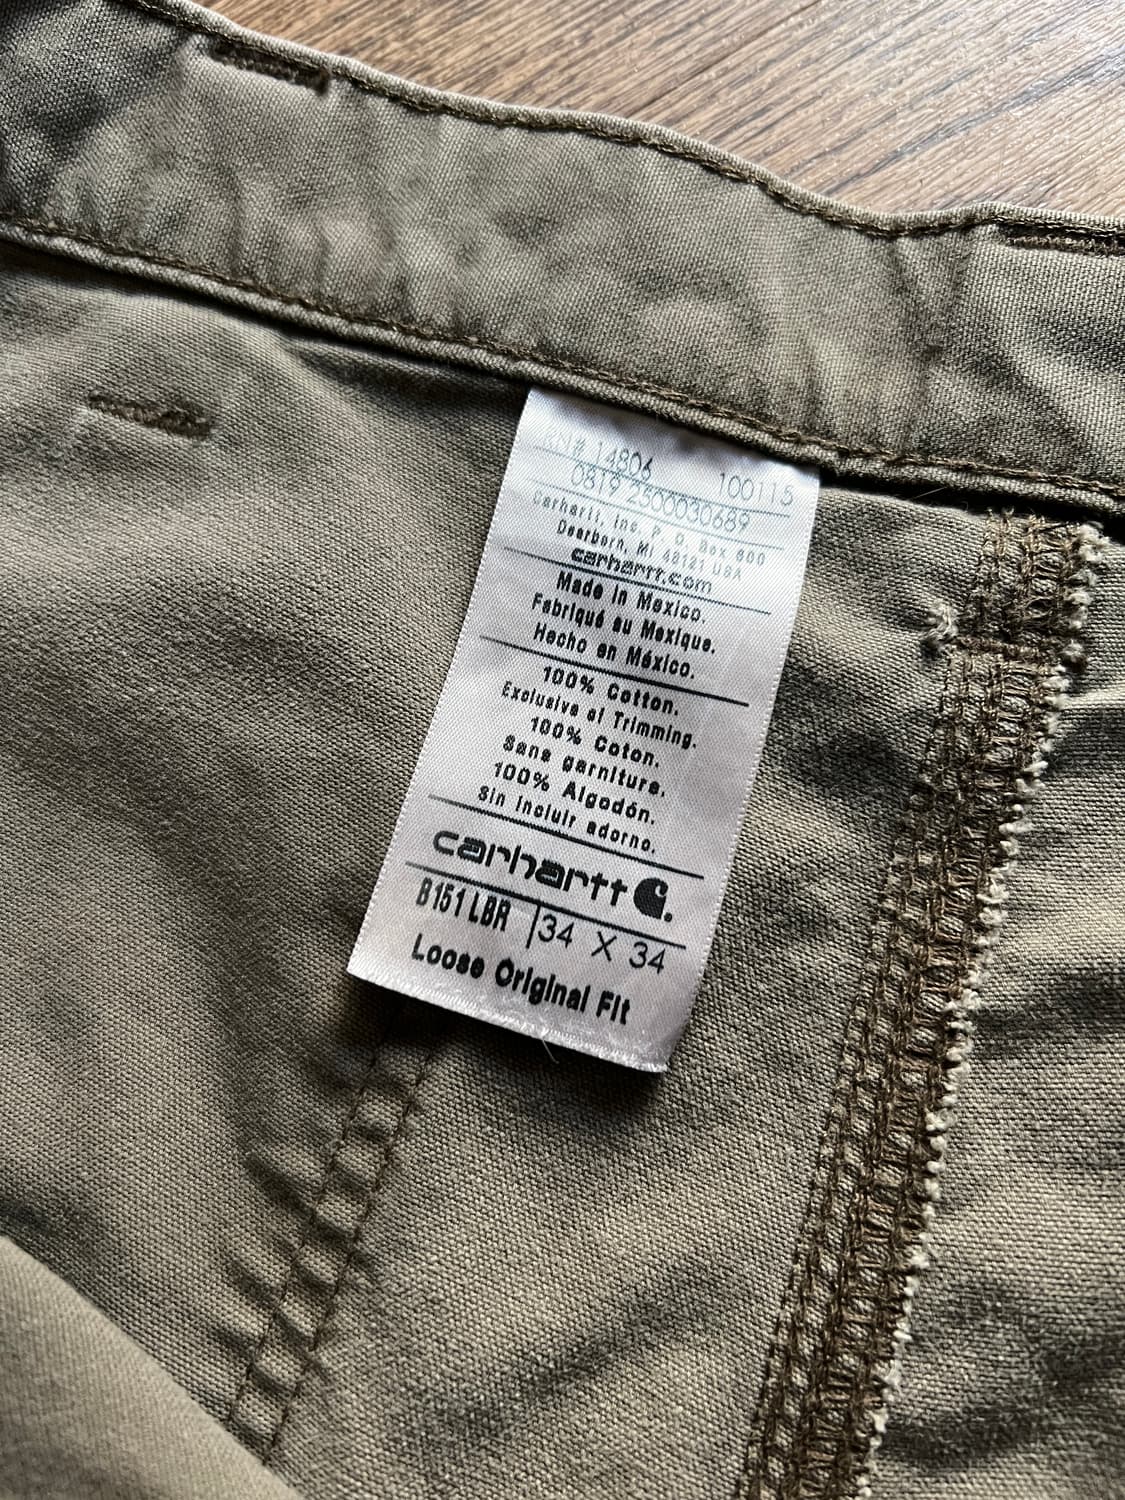 RN# 14806 100115
0819 2500030689
Carhartt, Inc. P.O. Box 600
Dearborn, MI 48121 USA
carhartt.com
Made in Mexico.
Fabriqué au Mexique.
Hecho en México.
100% Cotton.
Exclusive of Trimming.
100% Coton.
Sans garniture.
100% Algodón.
Sin incluir adorno.
carhartt
B151 LBR 34 X 34
Loose Original Fit